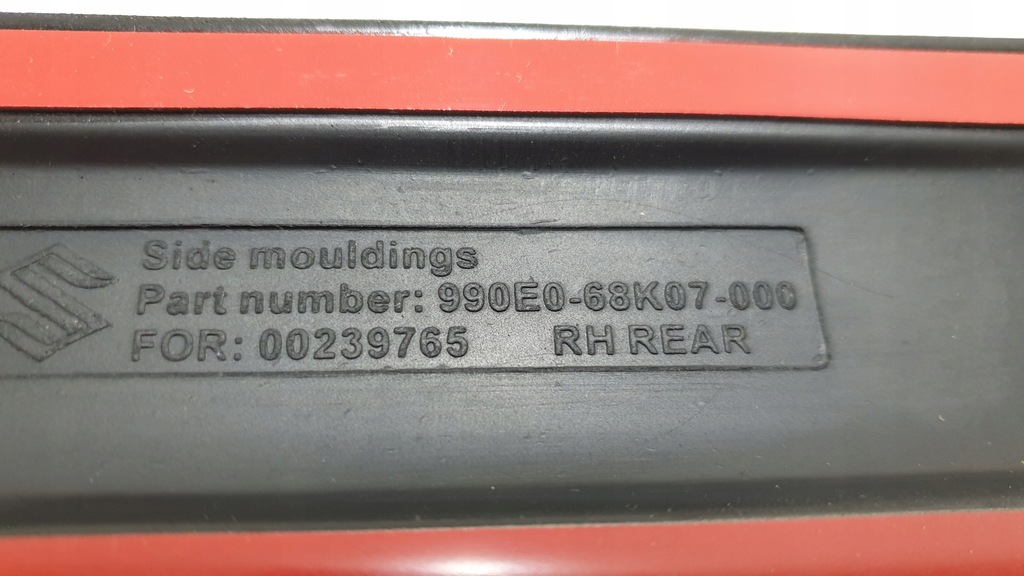 Side mouldings
Part number: 990E0-68K07-000
FOR: 00239765 RH REAR